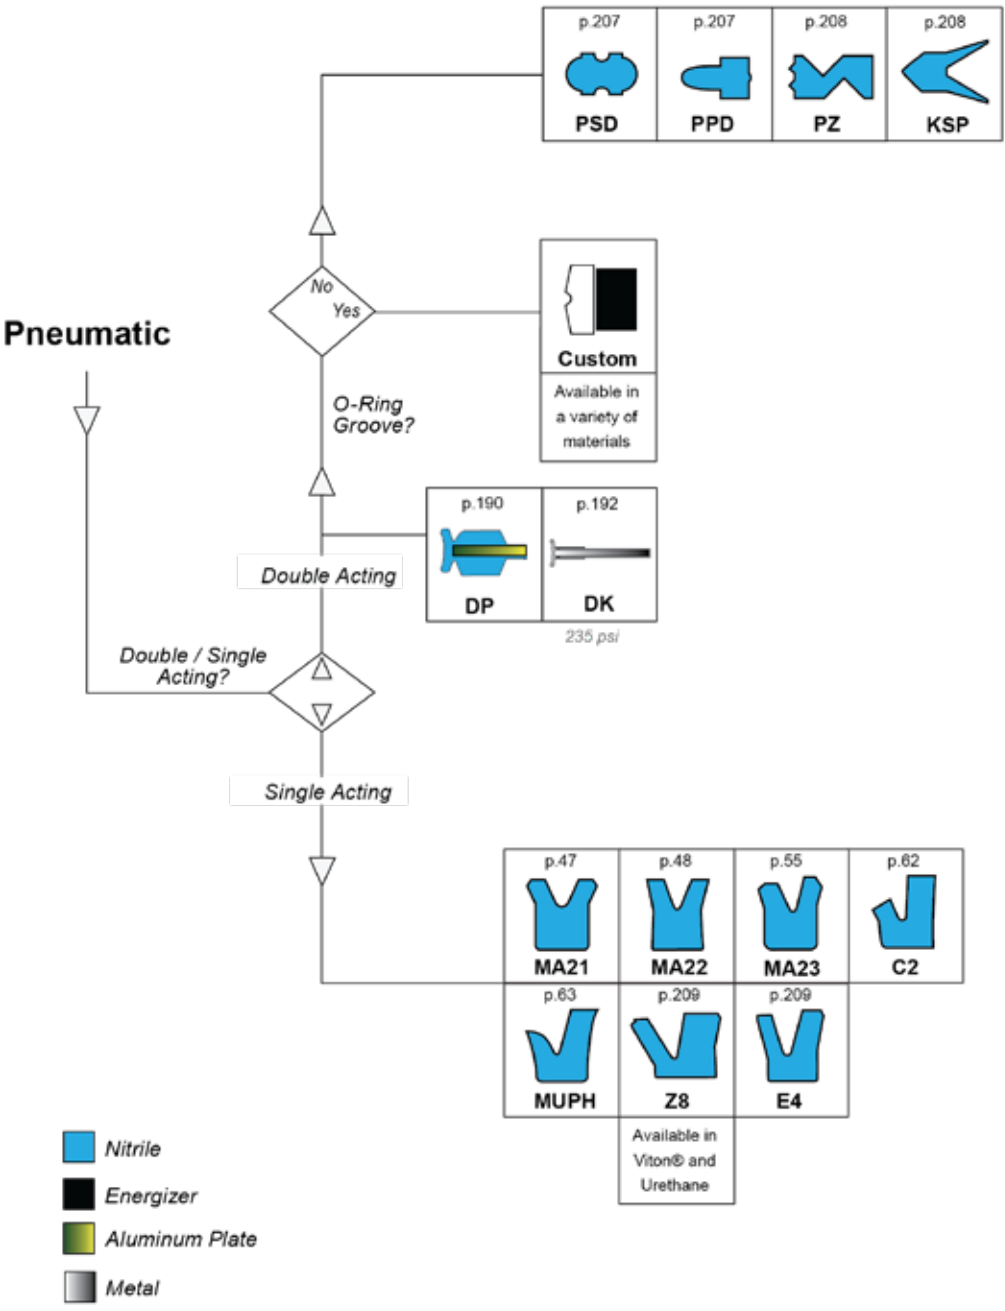 p.207
p.207
p.208
p.208
PSD
PPD
PZ
KSP
No
Yes
Pneumatic
Custom
Available in
a variety of
materials
O-Ring
Groove?
p.190
p.192
DP
DK
235 psi
Double Acting
Double / Single
Acting?
Single Acting
p.47
p.48
p.55
p.62
MA21
MA22
MA23
C2
p.63
p.209
p.209
MUPH
Z8
E4
Available in
Viton® and
Urethane
Nitrile
Energizer
Aluminum Plate
Metal